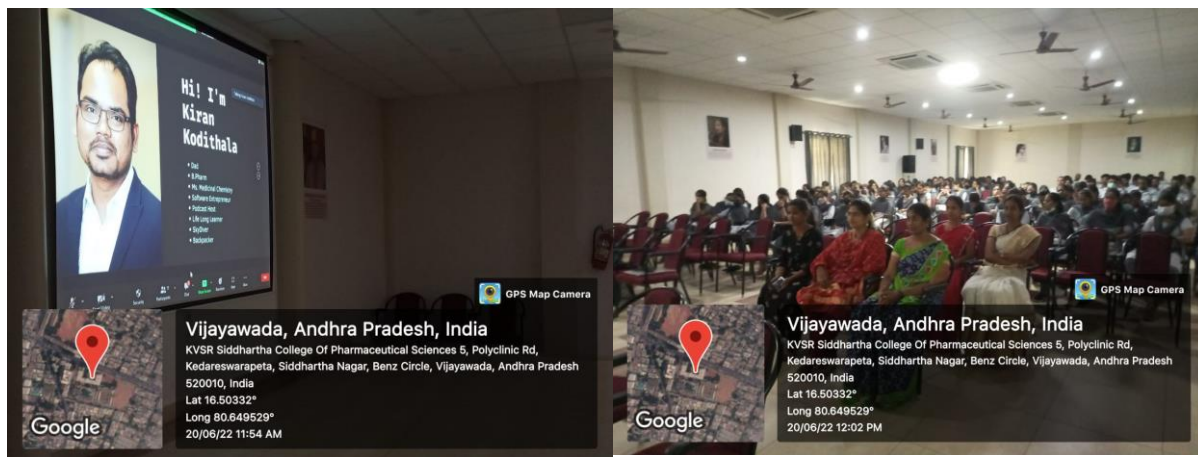 Hi! I'm
Kiran
Kodithala
• Dad
• B.Pharm
• Ms. Medicinal Chemistry
• Software Entrepreneur
• Podcast Host
• Life Long Learner
• SkyDiver
• Backpacker
GPS Map Camera
Vijayawada, Andhra Pradesh, India
KVSR Siddhartha College Of Pharmaceutical Sciences 5, Polyclinic Rd,
Kedareswarapeta, Siddhartha Nagar, Benz Circle, Vijayawada, Andhra Pradesh
520010, India
Lat 16.50332°
Long 80.649529°
20/06/22 11:54 AM
Google
GPS Map Camera
Vijayawada, Andhra Pradesh, India
KVSR Siddhartha College Of Pharmaceutical Sciences 5, Polyclinic Rd,
Kedareswarapeta, Siddhartha Nagar, Benz Circle, Vijayawada, Andhra Pradesh
520010, India
Lat 16.50332°
Long 80.649529°
20/06/22 12:02 PM
Google